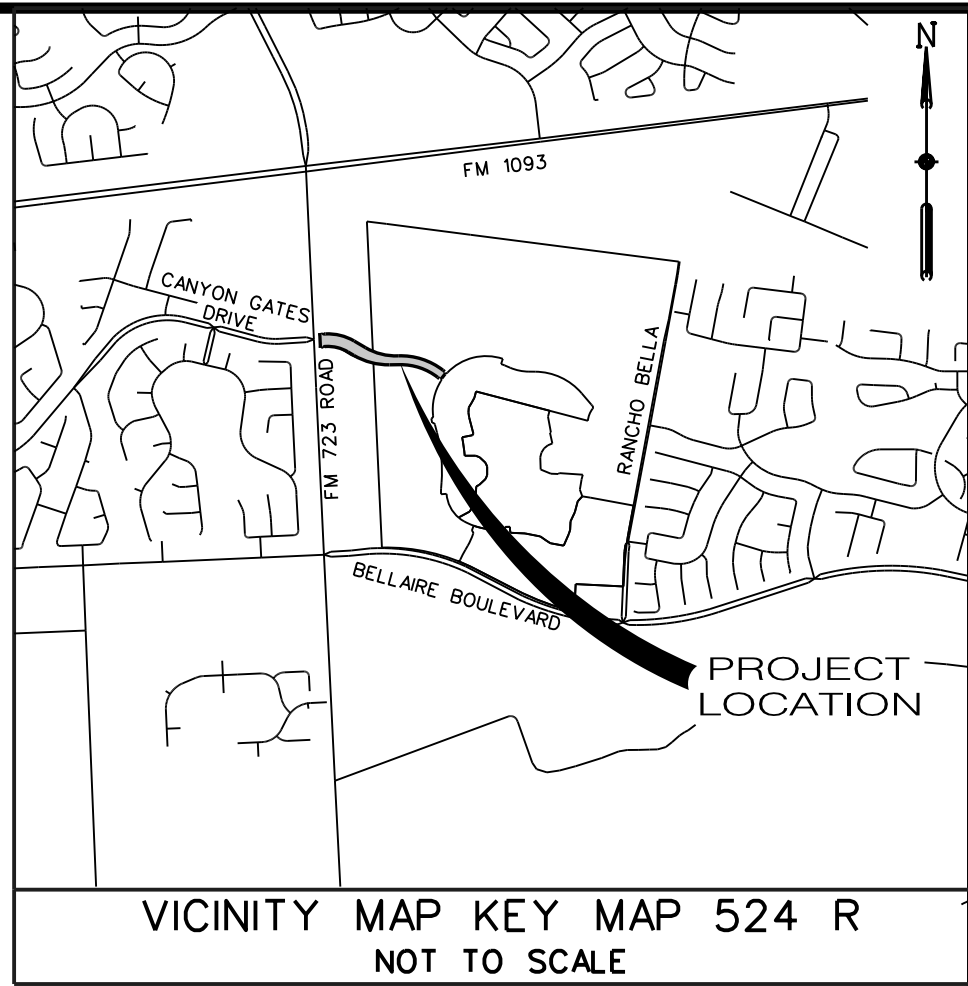 N
FM 1093
CANYON GATES
DRIVE
FM 723 ROAD
RANCHO BELLA
BELLAIRE BOULEVARD
PROJECT
LOCATION
VICINITY MAP KEY MAP 524 R
NOT TO SCALE